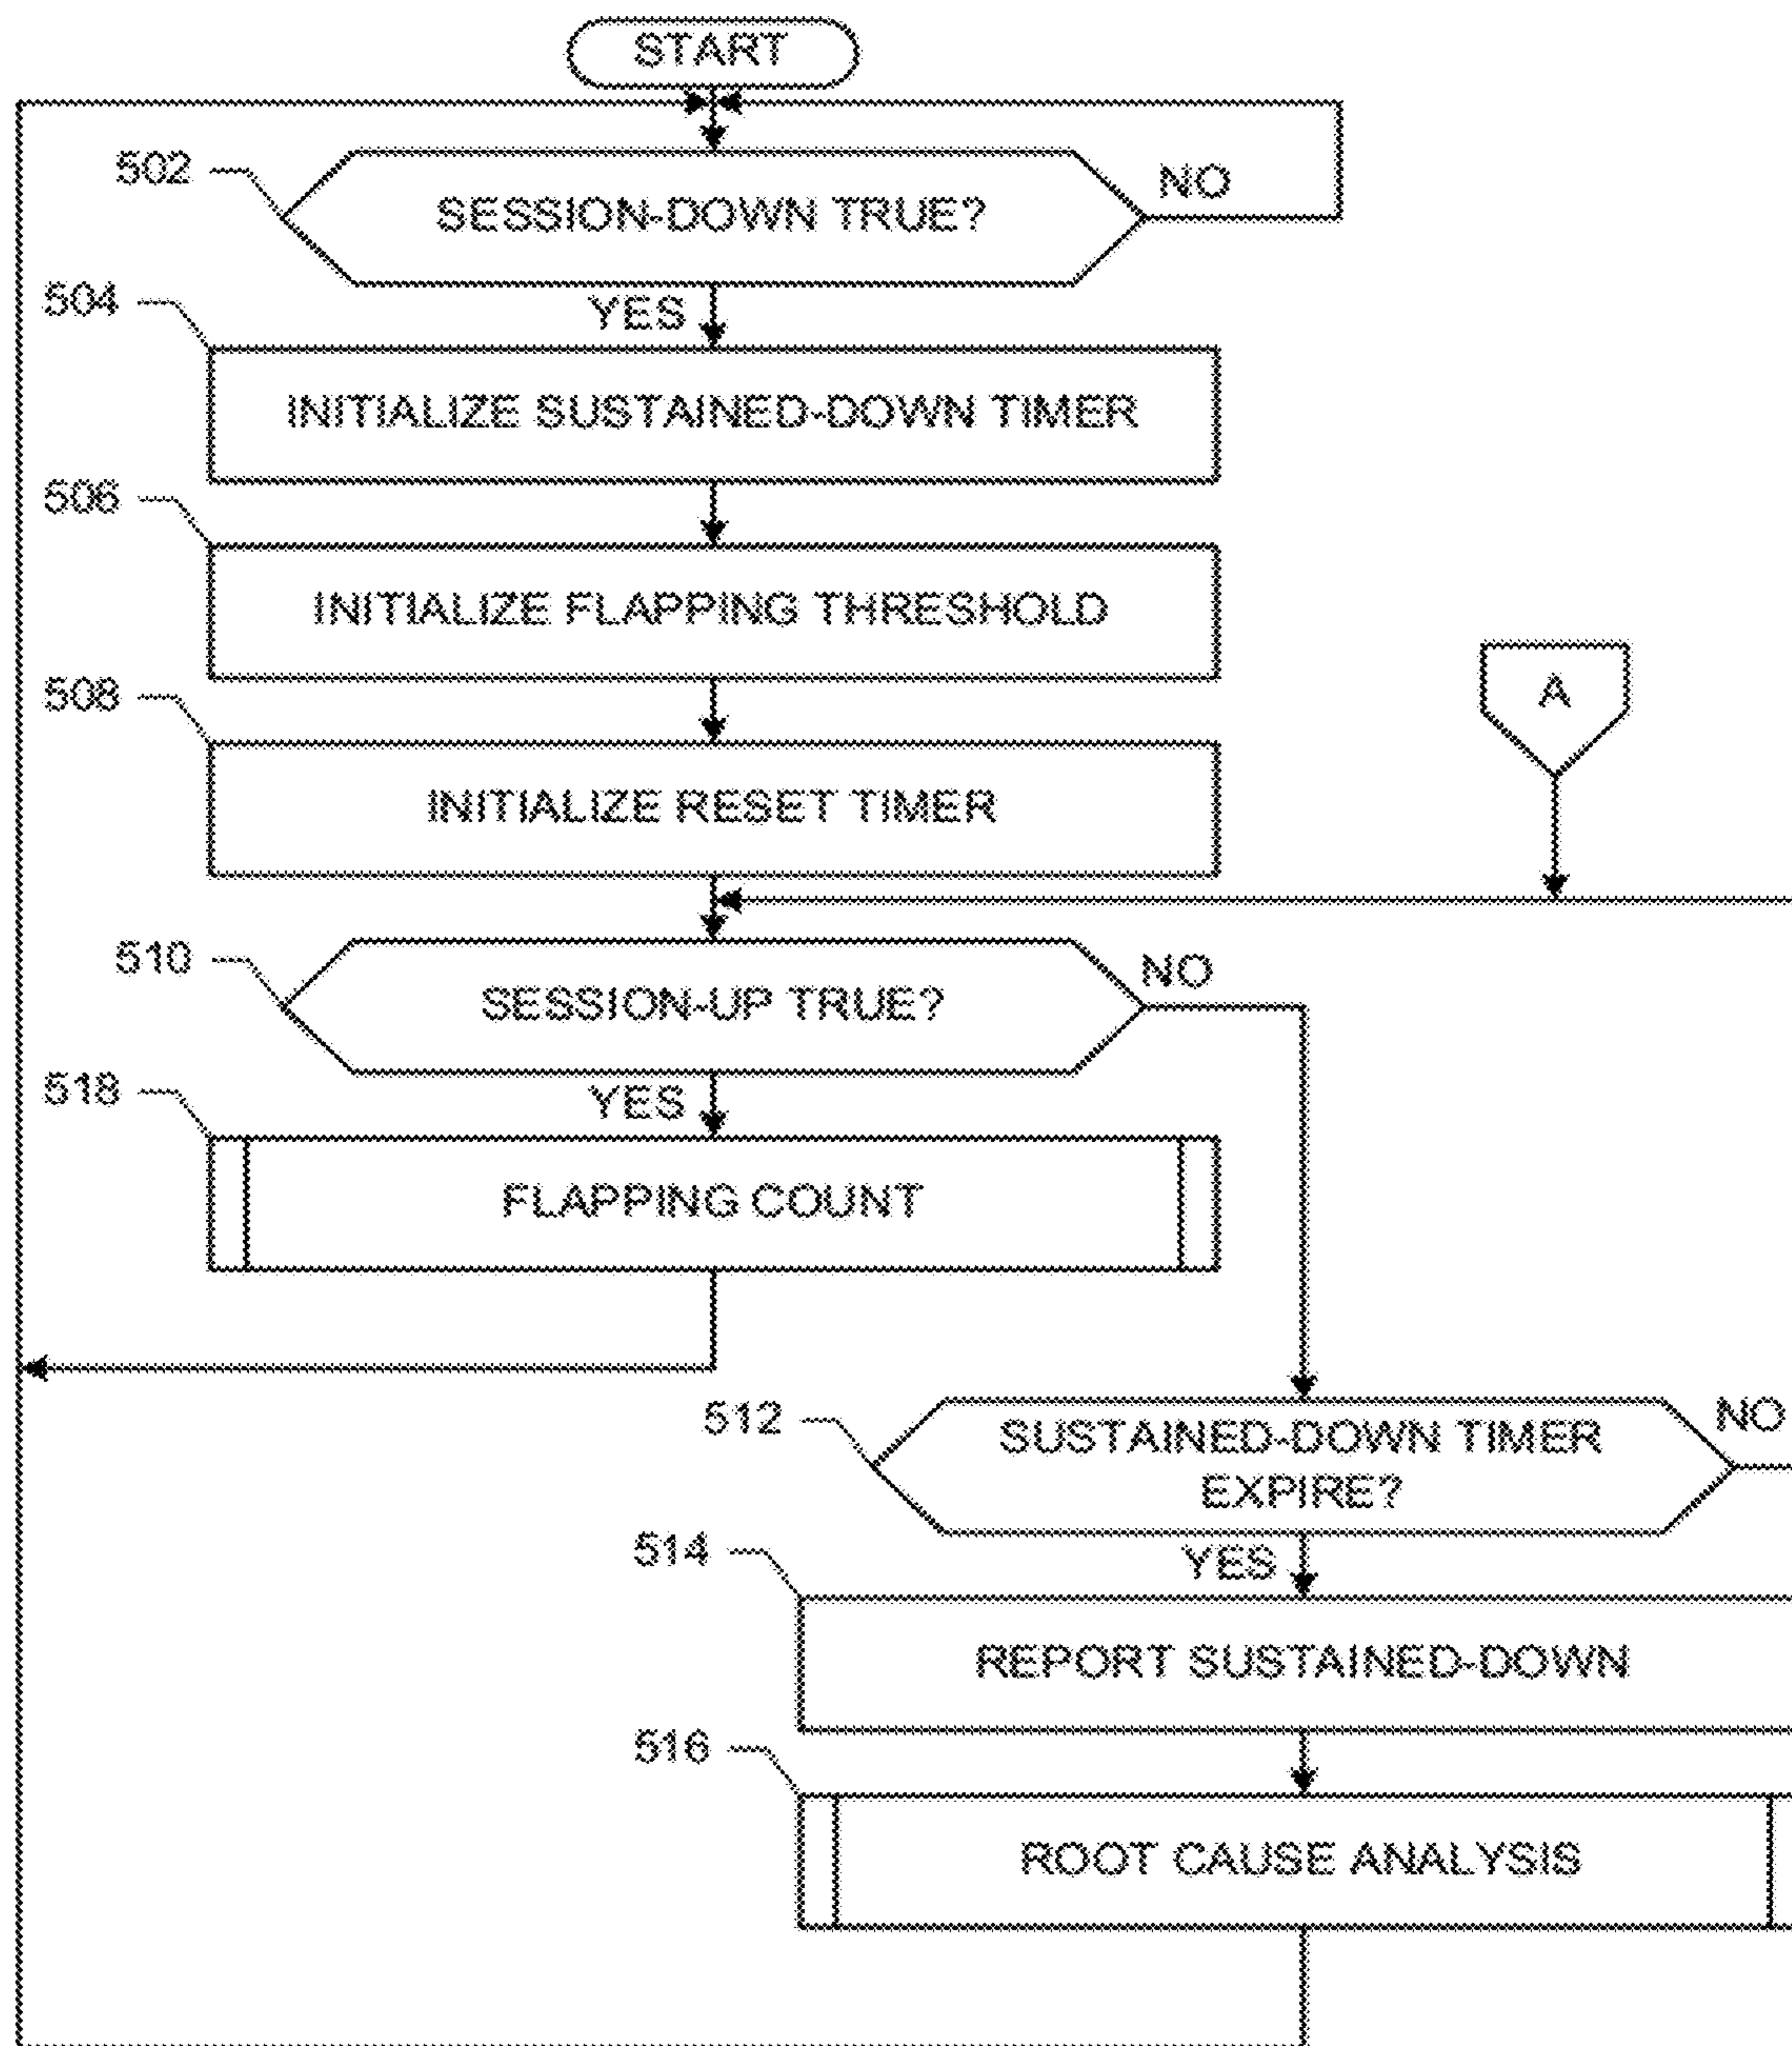 START
502
SESSION-DOWN TRUE?
NO
504
YES
INITIALIZE SUSTAINED-DOWN TIMER
506
INITIALIZE FLAPPING THRESHOLD
508
A
INITIALIZE RESET TIMER
510
SESSION-UP TRUE?
NO
518
YES
FLAPPING COUNT
512
SUSTAINED-DOWN TIMER
EXPIRE?
NO
514
YES
REPORT SUSTAINED-DOWN
516
ROOT CAUSE ANALYSIS